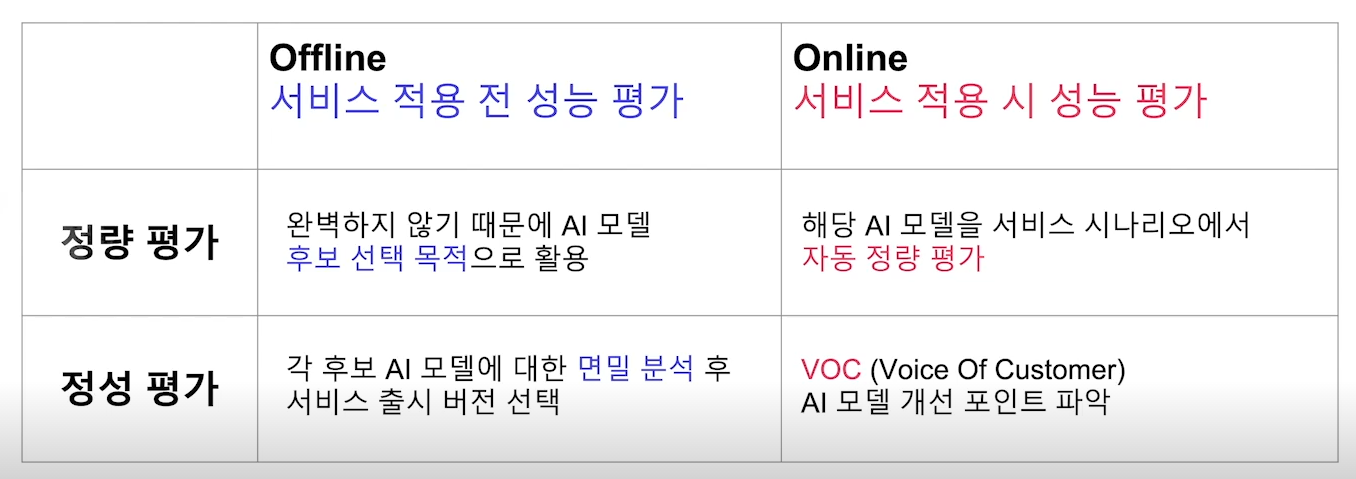 Offline
서비스 적용 전 성능 평가
Online
서비스 적용 시 성능 평가
정량 평가
완벽하지 않기 때문에 AI 모델
후보 선택 목적으로 활용
해당 AI 모델을 서비스 시나리오에서
자동 정량 평가
정성 평가
각 후보 AI 모델에 대한 면밀 분석 후
서비스 출시 버전 선택
VOC (Voice Of Customer)
AI 모델 개선 포인트 파악